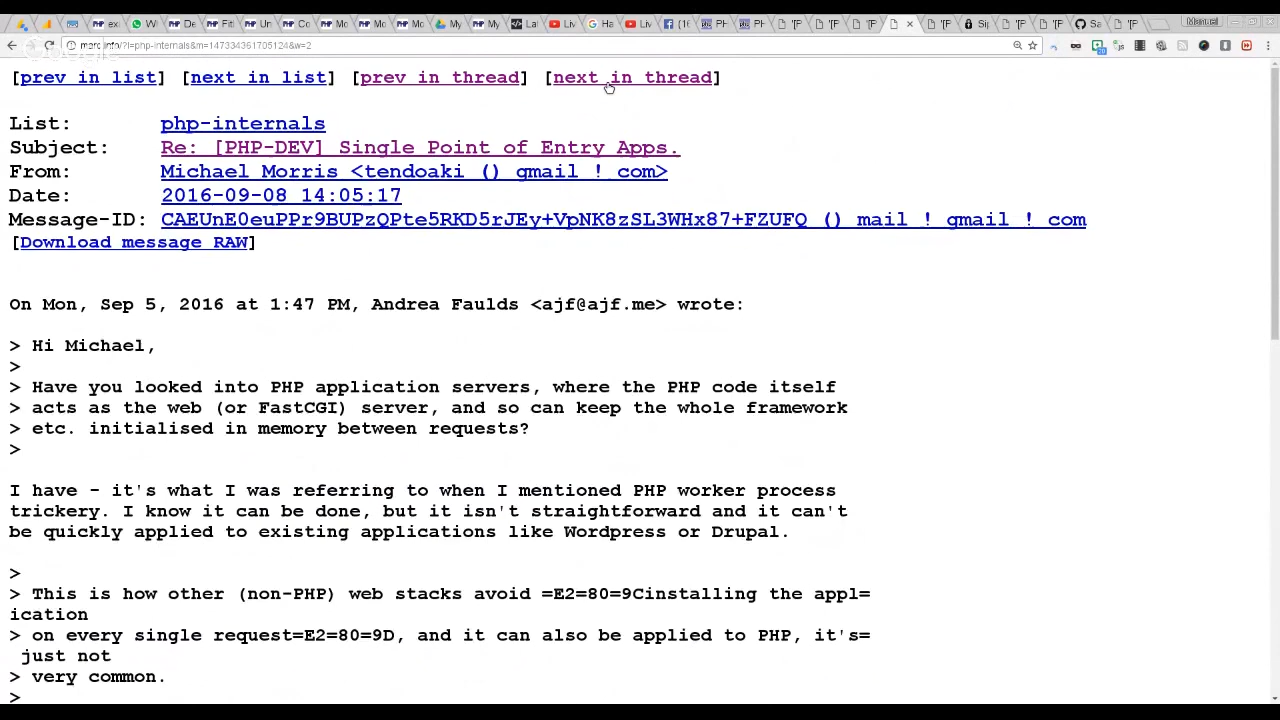 Manuel
marc.info/?l=php-internals&m=147334361705124&w=2
[prev in list] [next in list] [prev in thread] [next in thread]
List: php-internals
Subject: Re: [PHP-DEV] Single Point of Entry Apps.
From: Michael Morris <tendoaki () gmail ! com>
Date: 2016-09-08 14:05:17
Message-ID: CAEUnE0euPPr9BUPzQPte5RKD5rJEy+VpNK8zSL3WHx87+FZUFQ () mail ! gmail ! com
[Download message RAW]
On Mon, Sep 5, 2016 at 1:47 PM, Andrea Faulds <ajf@ajf.me> wrote:
> Hi Michael,
>
> Have you looked into PHP application servers, where the PHP code itself
> acts as the web (or FastCGI) server, and so can keep the whole framework
> etc. initialised in memory between requests?
>
I have - it's what I was referring to when I mentioned PHP worker process
trickery. I know it can be done, but it isn't straightforward and it can't
be quickly applied to existing applications like Wordpress or Drupal.
>
> This is how other (non-PHP) web stacks avoid =E2=80=9Cinstalling the appl=
ication
> on every single request=E2=80=9D, and it can also be applied to PHP, it's=
just not
> very common.
>